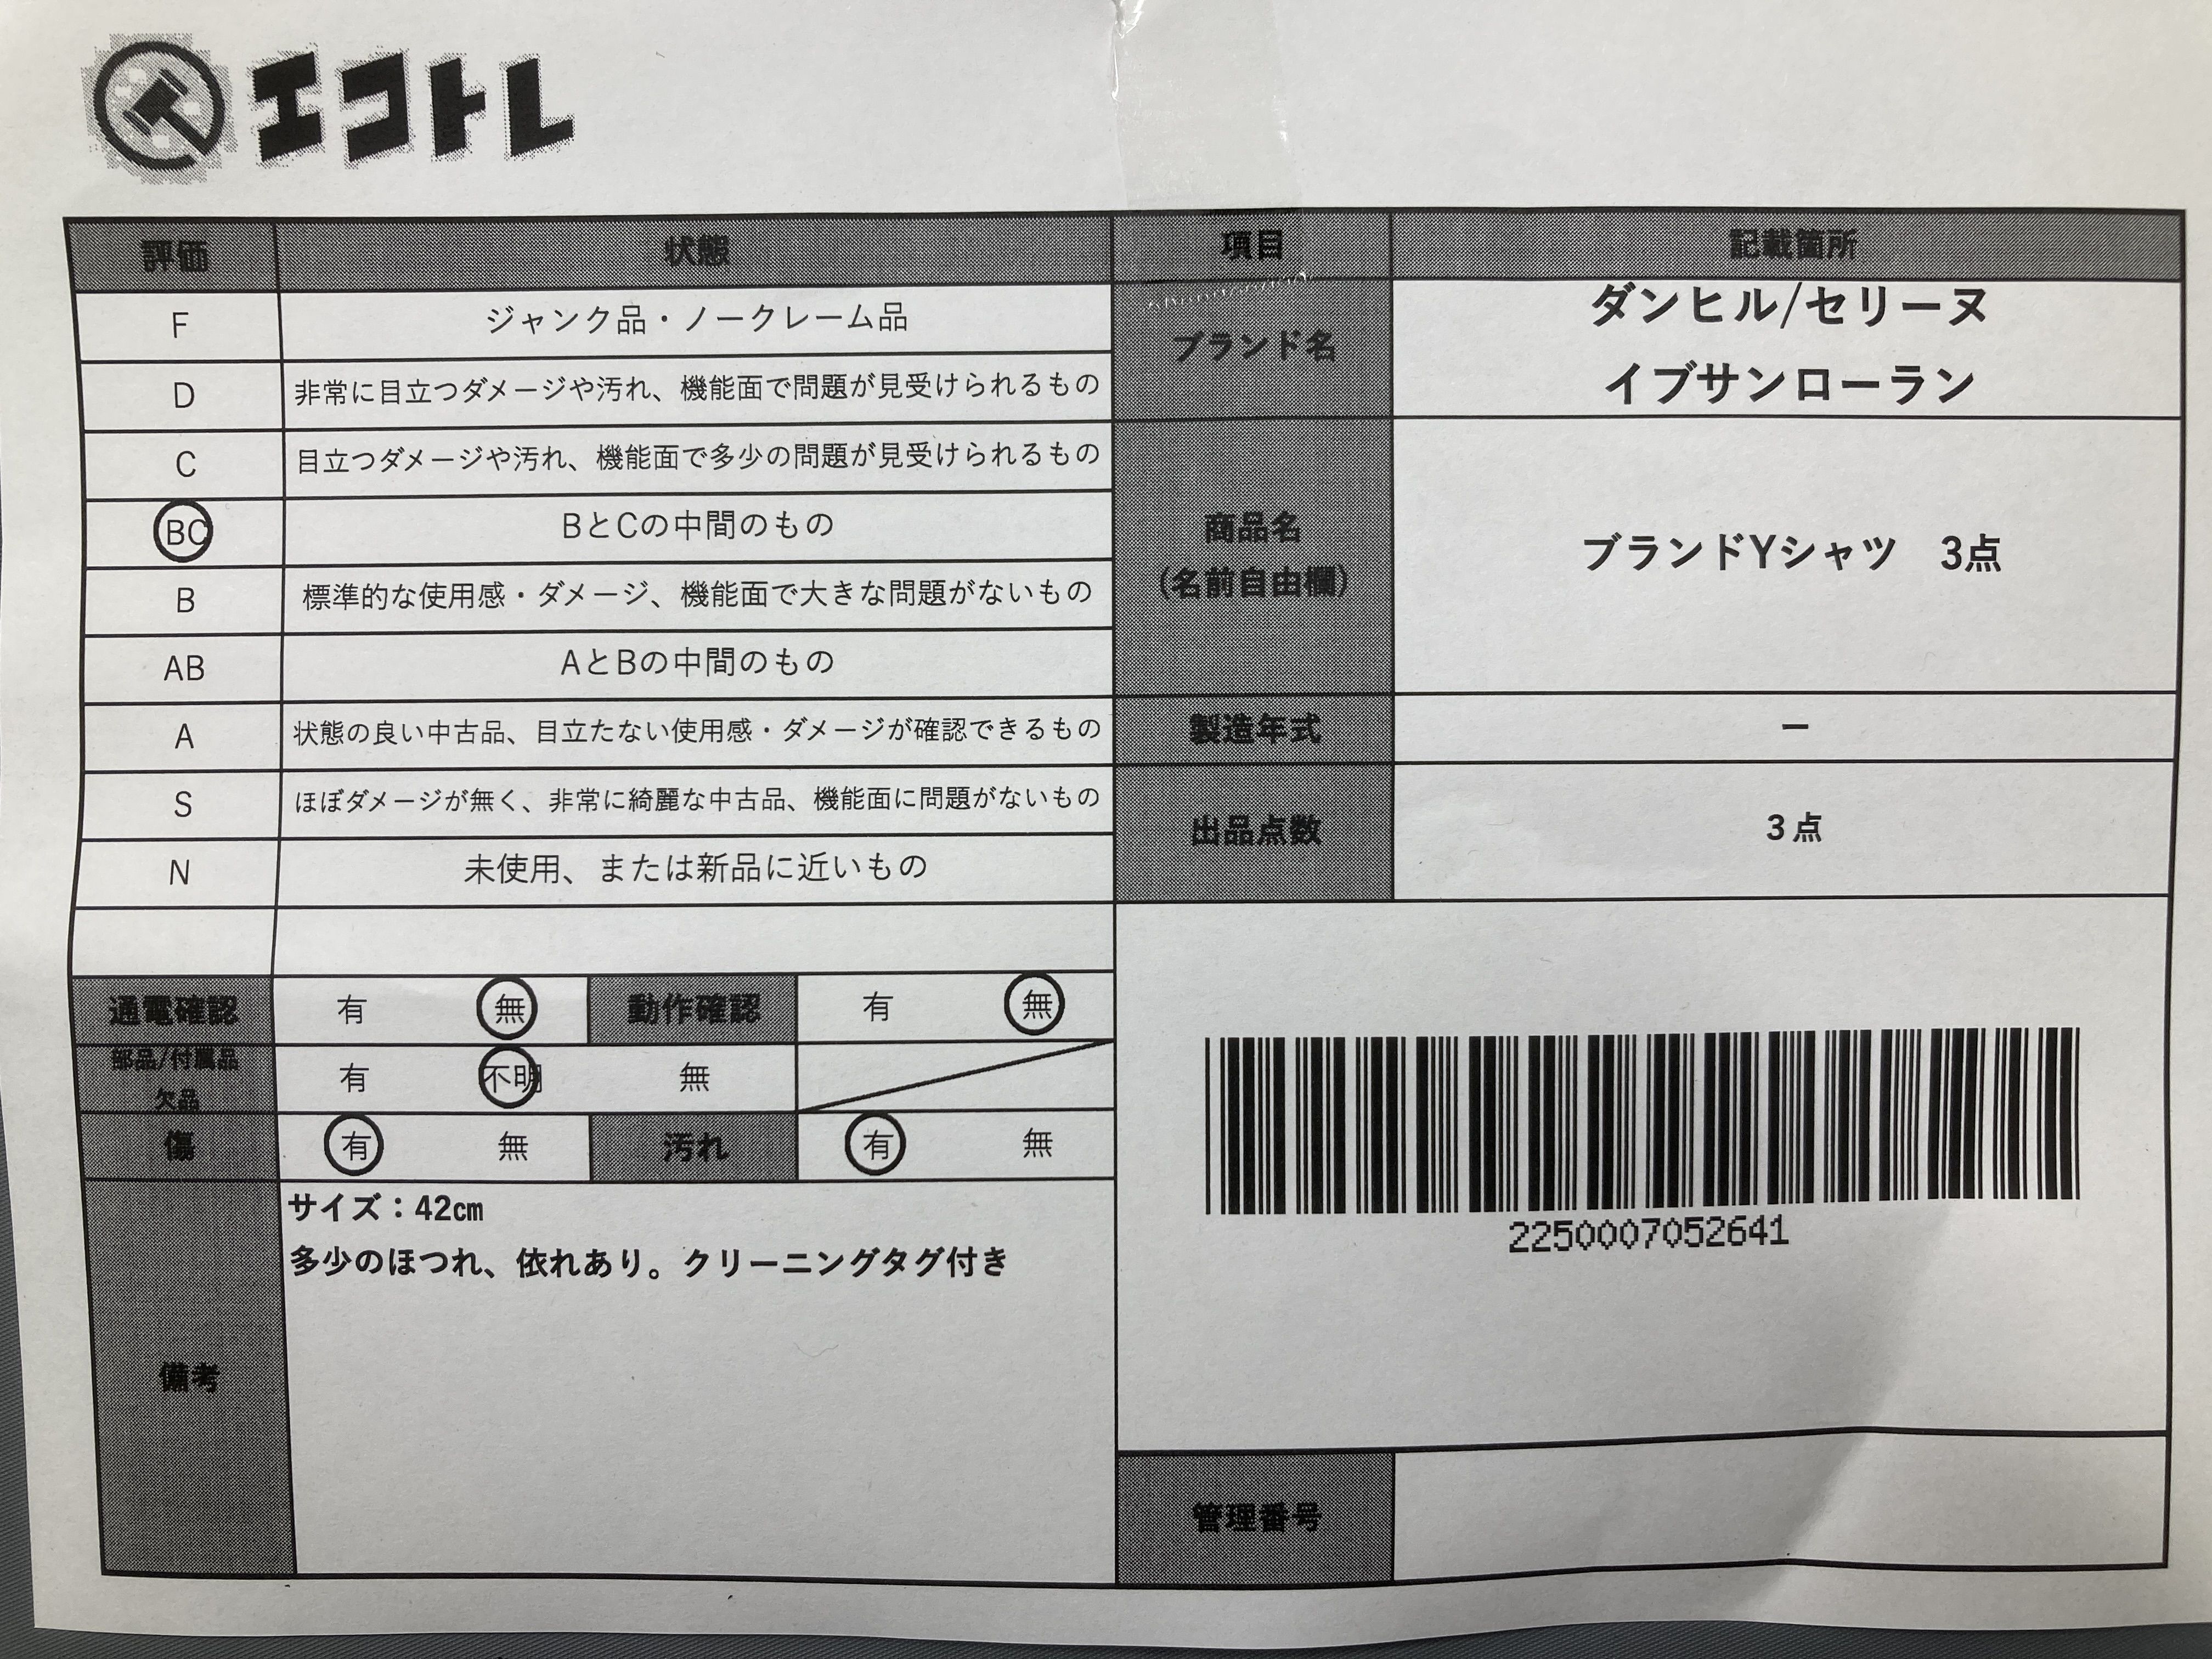 エコトレ
評価 状態 項目 記載箇所
F ジャンク品・ノークレーム品
D 非常に目立つダメージや汚れ、機能面で問題が見受けられるもの
C 目立つダメージや汚れ、機能面で多少の問題が見受けられるもの
BC BとCの中間のもの
B 標準的な使用感・ダメージ、機能面で大きな問題がないもの
AB AとBの中間のもの
A 状態の良い中古品、目立たない使用感・ダメージが確認できるもの
S ほぼダメージが無く、非常に綺麗な中古品、機能面に問題がないもの
N 未使用、または新品に近いもの
ブランド名
ダンヒル/セリーヌ
イブサンローラン
商品名
（名前自由欄）
ブランドYシャツ 3点
製造年式 ー
出品点数 3点
通電確認 有 無 動作確認 有 無
部品/付属品
欠品
有 不明 無
傷 有 無 汚れ 有 無
備考
サイズ：42㎝
多少のほつれ、依れあり。クリーニングタグ付き
2250007052641
管理番号